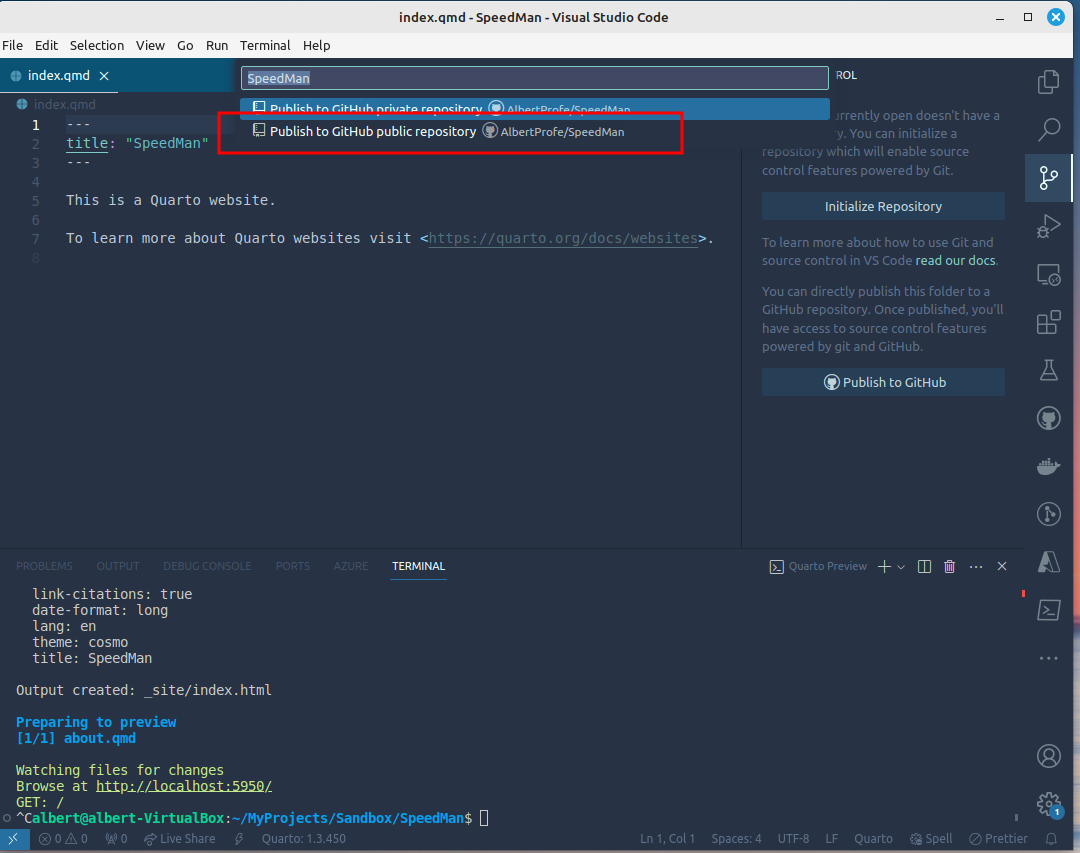 index.qmd - SpeedMan - Visual Studio Code
File Edit Selection View Go Run Terminal Help
index.qmd
SpeedMan
ROL
Publish to GitHub private repository AlbertProfe/SpeedMan
Publish to GitHub public repository AlbertProfe/SpeedMan
index.qmd
1 ---
2 title: "SpeedMan"
3 ---
4
5 This is a Quarto website.
6
7 To learn more about Quarto websites visit <https://quarto.org/docs/websites>.
8
urrently open doesn't have a
y. You can initialize a
repository which will enable source
control features powered by Git.
Initialize Repository
To learn more about how to use Git and
source control in VS Code read our docs.
You can directly publish this folder to a
GitHub repository. Once published, you'll
have access to source control features
powered by git and GitHub.
Publish to GitHub
PROBLEMS OUTPUT DEBUG CONSOLE PORTS AZURE TERMINAL
Quarto Preview
link-citations: true
date-format: long
lang: en
theme: cosmo
title: SpeedMan
Output created: _site/index.html
Preparing to preview
[1/1] about.qmd
Watching files for changes
Browse at http://localhost:5950/
GET: /
^Calbert@albert-VirtualBox:~/MyProjects/Sandbox/SpeedMan$
1
0 0 0 Live Share Quarto: 1.3.450 Ln 1, Col 1 Spaces: 4 UTF-8 LF Quarto Spell Prettier